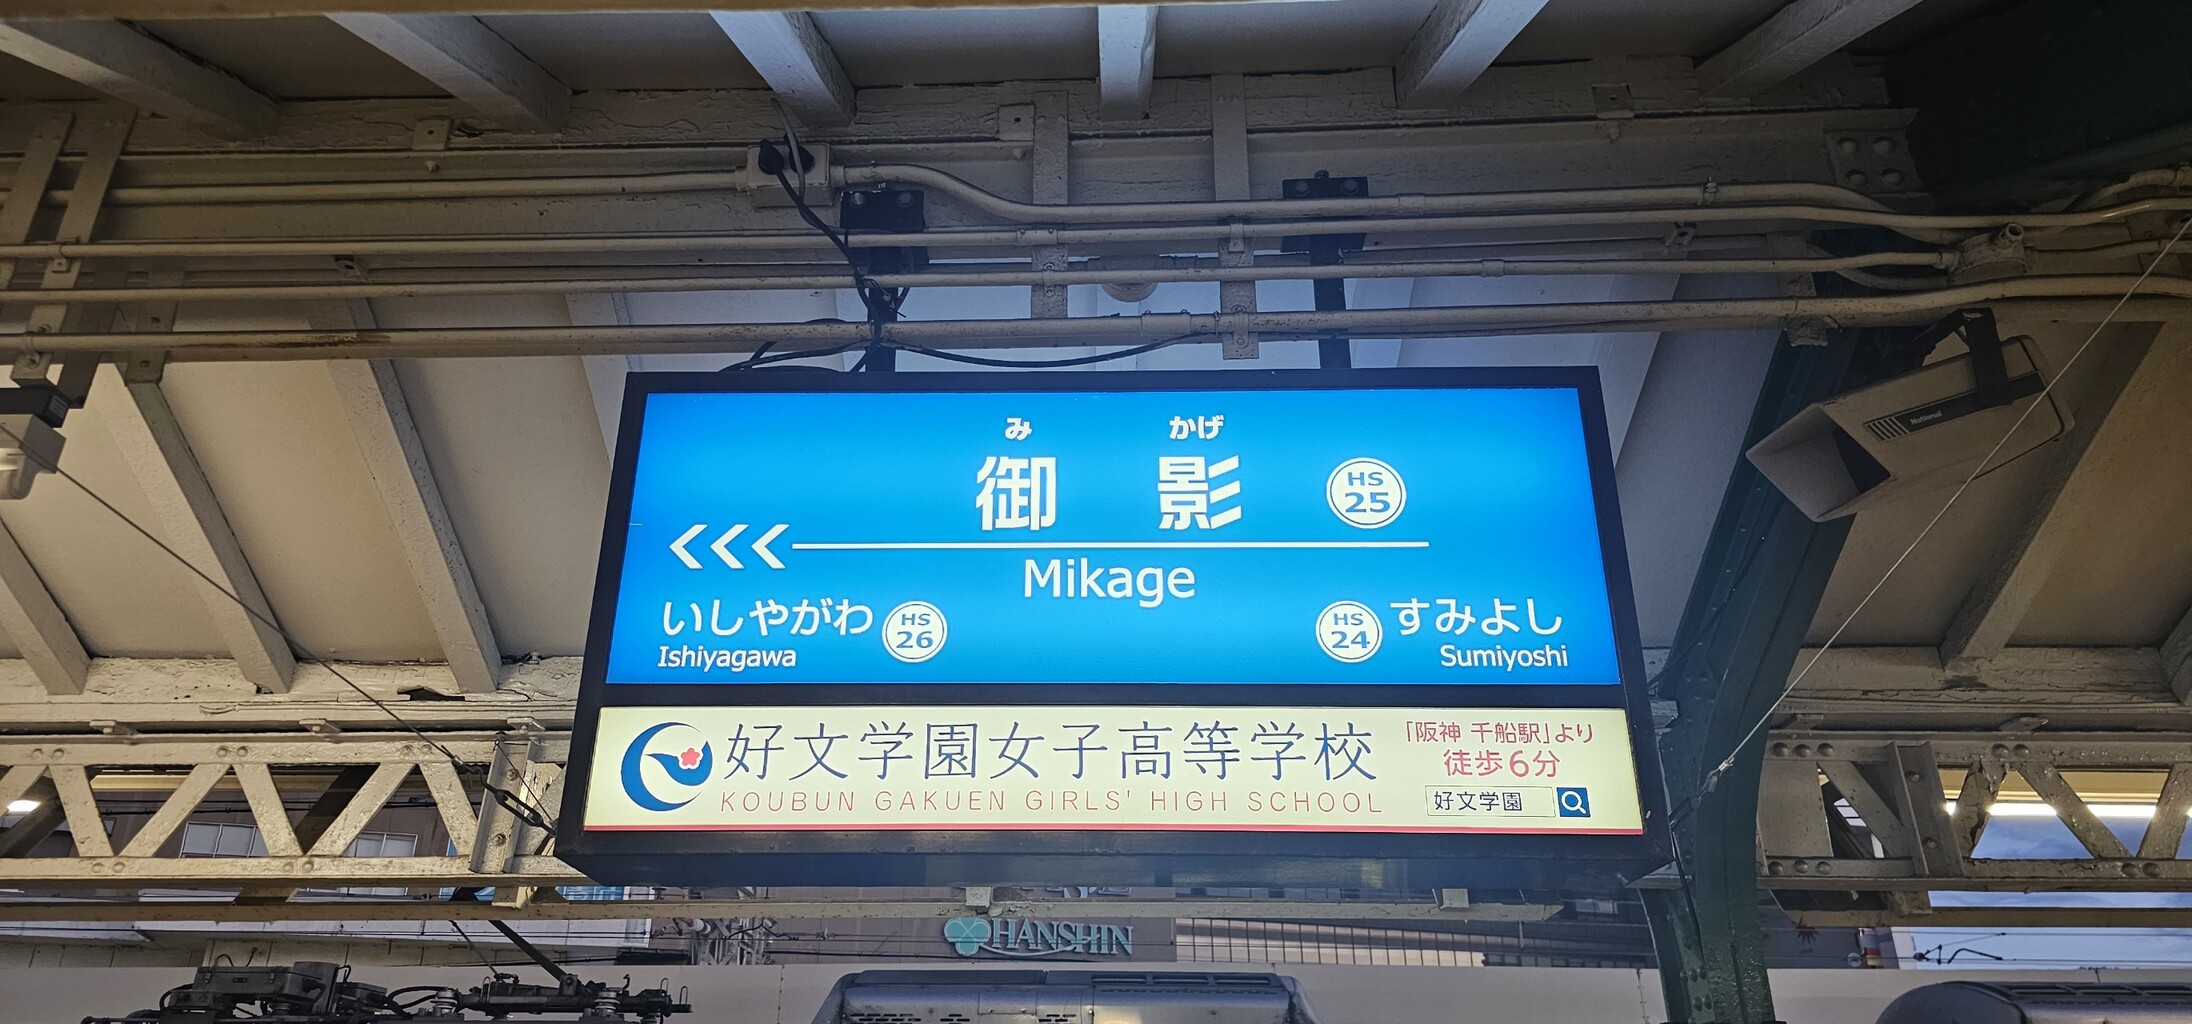 み かげ
御 影
HS
25
Mikage
いしやがわ
HS
26
Ishiyagawa
HS
24
すみよし
Sumiyoshi
好文学園女子高等学校
KOUBUN GAKUEN GIRLS' HIGH SCHOOL
「阪神 千船駅」より
徒歩6分
好文学園
National
HANSHIN